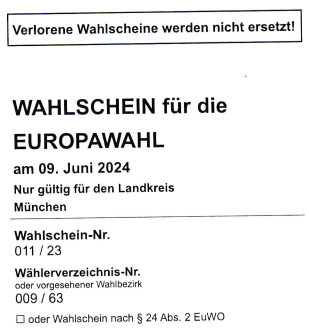 Verlorene Wahlscheine werden nicht ersetzt!
WAHLSCHEIN für die
EUROPAWAHL
am 09. Juni 2024
Nur gültig für den Landkreis
München
Wahlschein-Nr.
011 / 23
Wählerverzeichnis-Nr.
oder vorgesehener Wahlbezirk
009 / 63
☐ oder Wahlschein nach § 24 Abs. 2 EuWO